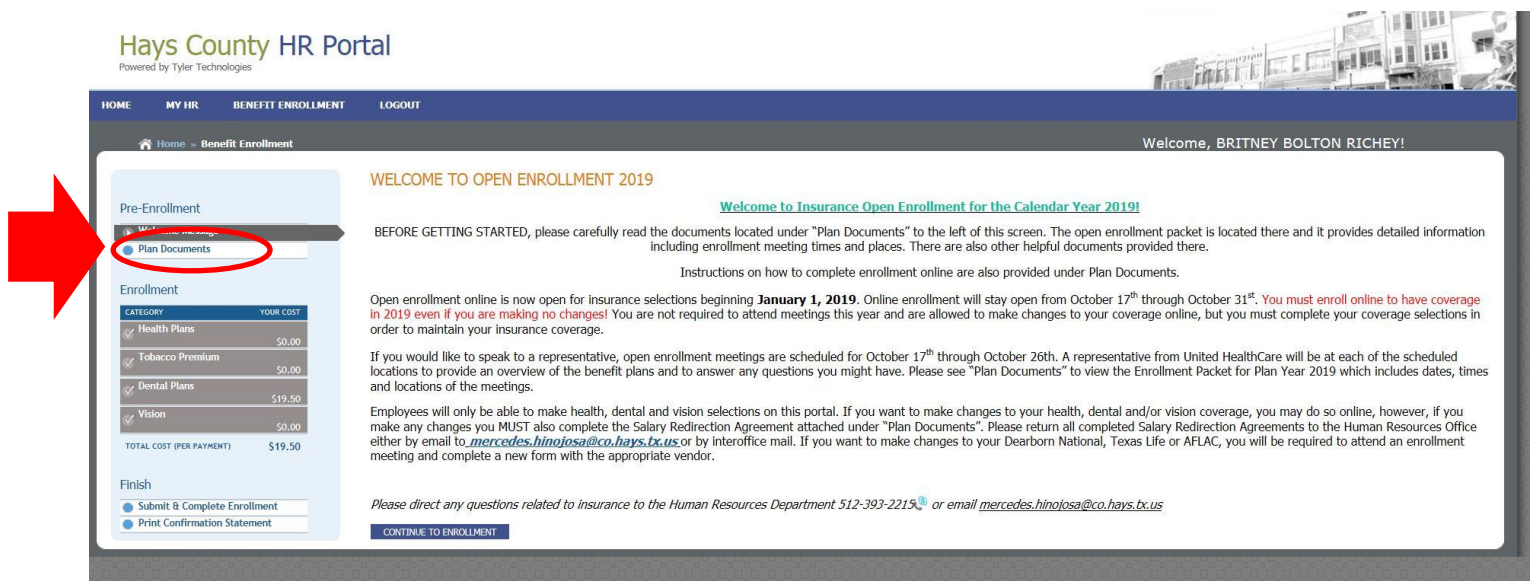 Hays County HR Portal
Powered by Tyler Technologies
HOME MY HR BENEFIT ENROLLMENT LOGOUT
Home » Benefit Enrollment
Welcome, BRITNEY BOLTON RICHEY!
Pre-Enrollment
Welcome Message
Plan Documents
Enrollment
CATEGORY YOUR COST
Health Plans
$0.00
Tobacco Premium
$0.00
Dental Plans
$19.50
Vision
$0.00
TOTAL COST (PER PAYMENT) $19.50
Finish
Submit & Complete Enrollment
Print Confirmation Statement
WELCOME TO OPEN ENROLLMENT 2019
Welcome to Insurance Open Enrollment for the Calendar Year 2019!
BEFORE GETTING STARTED, please carefully read the documents located under "Plan Documents" to the left of this screen. The open enrollment packet is located there and it provides detailed information
including enrollment meeting times and places. There are also other helpful documents provided there.
Instructions on how to complete enrollment online are also provided under Plan Documents.
Open enrollment online is now open for insurance selections beginning January 1, 2019. Online enrollment will stay open from October 17th through October 31st. You must enroll online to have coverage
in 2019 even if you are making no changes! You are not required to attend meetings this year and are allowed to make changes to your coverage online, but you must complete your coverage selections in
order to maintain your insurance coverage.
If you would like to speak to a representative, open enrollment meetings are scheduled for October 17th through October 26th. A representative from United HealthCare will be at each of the scheduled
locations to provide an overview of the benefit plans and to answer any questions you might have. Please see "Plan Documents" to view the Enrollment Packet for Plan Year 2019 which includes dates, times
and locations of the meetings.
Employees will only be able to make health, dental and vision selections on this portal. If you want to make changes to your health, dental and/or vision coverage, you may do so online, however, if you
make any changes you MUST also complete the Salary Redirection Agreement attached under "Plan Documents". Please return all completed Salary Redirection Agreements to the Human Resources Office
either by email to mercedes.hinojosa@co.hays.tx.us or by interoffice mail. If you want to make changes to your Dearborn National, Texas Life or AFLAC, you will be required to attend an enrollment
meeting and complete a new form with the appropriate vendor.
Please direct any questions related to insurance to the Human Resources Department 512-393-2215 or email mercedes.hinojosa@co.hays.tx.us
CONTINUE TO ENROLLMENT